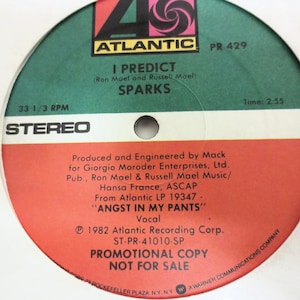 ATLANTIC
PR 429
I PREDICT
(Ron Mael and Russell Mael)
SPARKS
33 1/3 RPM
Time: 2:55
STEREO
Produced and Engineered by Mack
for Giorgio Moroder Enterprises, Ltd.
Pub. Ron Mael & Russell Mael Music/
Hansa France, ASCAP
From Atlantic LP 19347 .
"ANGST IN MY PANTS"
Vocal
℗ 1982 Atlantic Recording Corp.
ST-PR-41010-SP
PROMOTIONAL COPY
NOT FOR SALE
ROCKEFELLER PLAZA N.Y. N.Y. A WARNER COMMUNICATIONS COMPANY